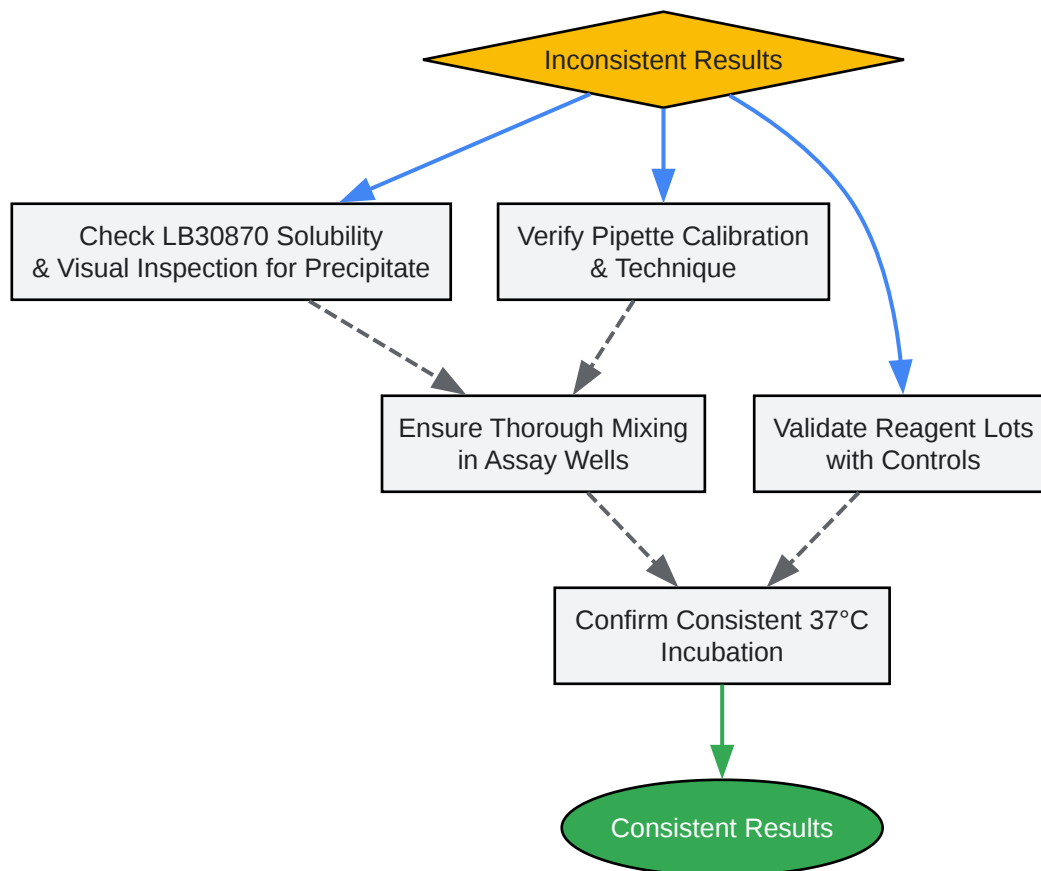 Inconsistent Results
Check LB30870 Solubility
& Visual Inspection for Precipitate
Verify Pipette Calibration
& Technique
Ensure Thorough Mixing
in Assay Wells
Validate Reagent Lots
with Controls
Confirm Consistent 37°C
Incubation
Consistent Results